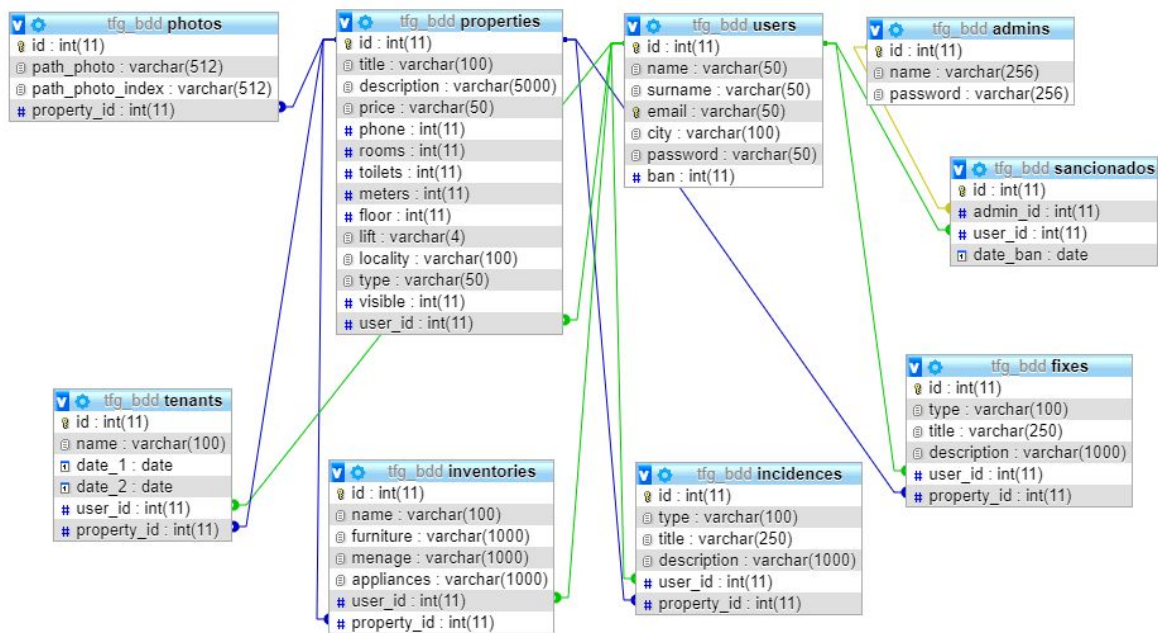 tfg_bdd photos
id : int(11)
path_photo : varchar(512)
path_photo_index : varchar(512)
# property_id : int(11)
tfg_bdd properties
id : int(11)
title : varchar(100)
description : varchar(5000)
price : varchar(50)
# phone : int(11)
# rooms : int(11)
# toilets : int(11)
# meters : int(11)
# floor : int(11)
lift : varchar(4)
locality : varchar(100)
type : varchar(50)
# visible : int(11)
# user_id : int(11)
tfg_bdd users
id : int(11)
name : varchar(50)
surname : varchar(50)
email : varchar(50)
city : varchar(100)
password : varchar(50)
# ban : int(11)
tfg_bdd admins
id : int(11)
name : varchar(256)
password : varchar(256)
tfg_bdd sancionados
id : int(11)
# admin_id : int(11)
# user_id : int(11)
date_ban : date
tfg_bdd tenants
id : int(11)
name : varchar(100)
date_1 : date
date_2 : date
# user_id : int(11)
# property_id : int(11)
tfg_bdd inventories
id : int(11)
name : varchar(100)
furniture : varchar(1000)
menage : varchar(1000)
appliances : varchar(1000)
# user_id : int(11)
# property_id : int(11)
tfg_bdd incidences
id : int(11)
type : varchar(100)
title : varchar(250)
description : varchar(1000)
# user_id : int(11)
# property_id : int(11)
tfg_bdd fixes
id : int(11)
type : varchar(100)
title : varchar(250)
description : varchar(1000)
# user_id : int(11)
# property_id : int(11)